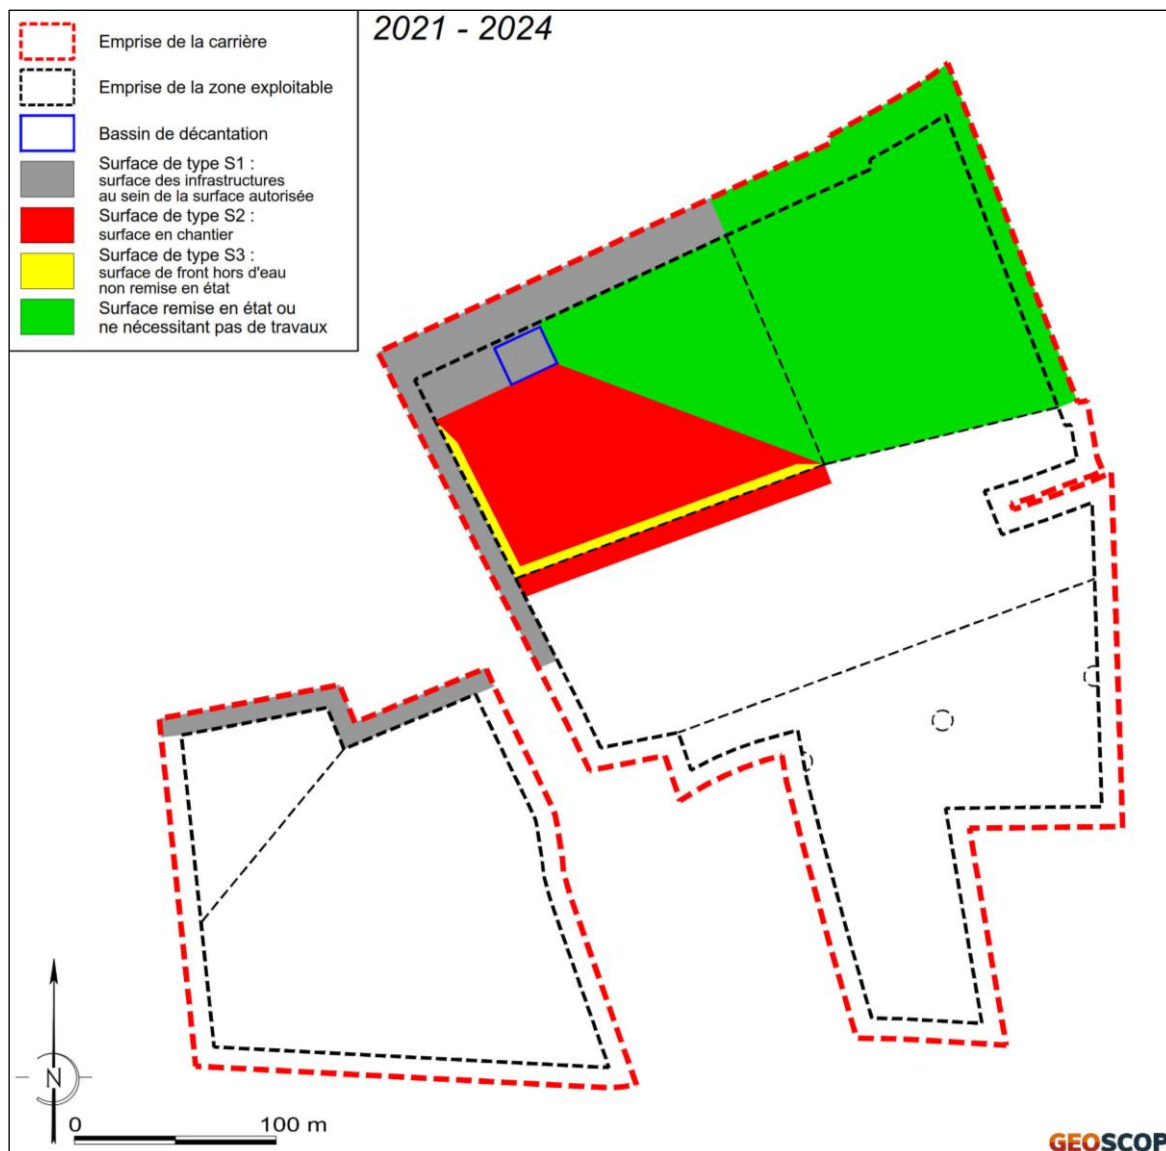 2021 - 2024
Emprise de la carrière
Emprise de la zone exploitable
Bassin de décantation
Surface de type S1 :
surface des infrastructures
au sein de la surface autorisée
Surface de type S2 :
surface en chantier
Surface de type S3 :
surface de front hors d'eau
non remise en état
Surface remise en état ou
ne nécessitant pas de travaux
N
0 100 m
GEOSCOP